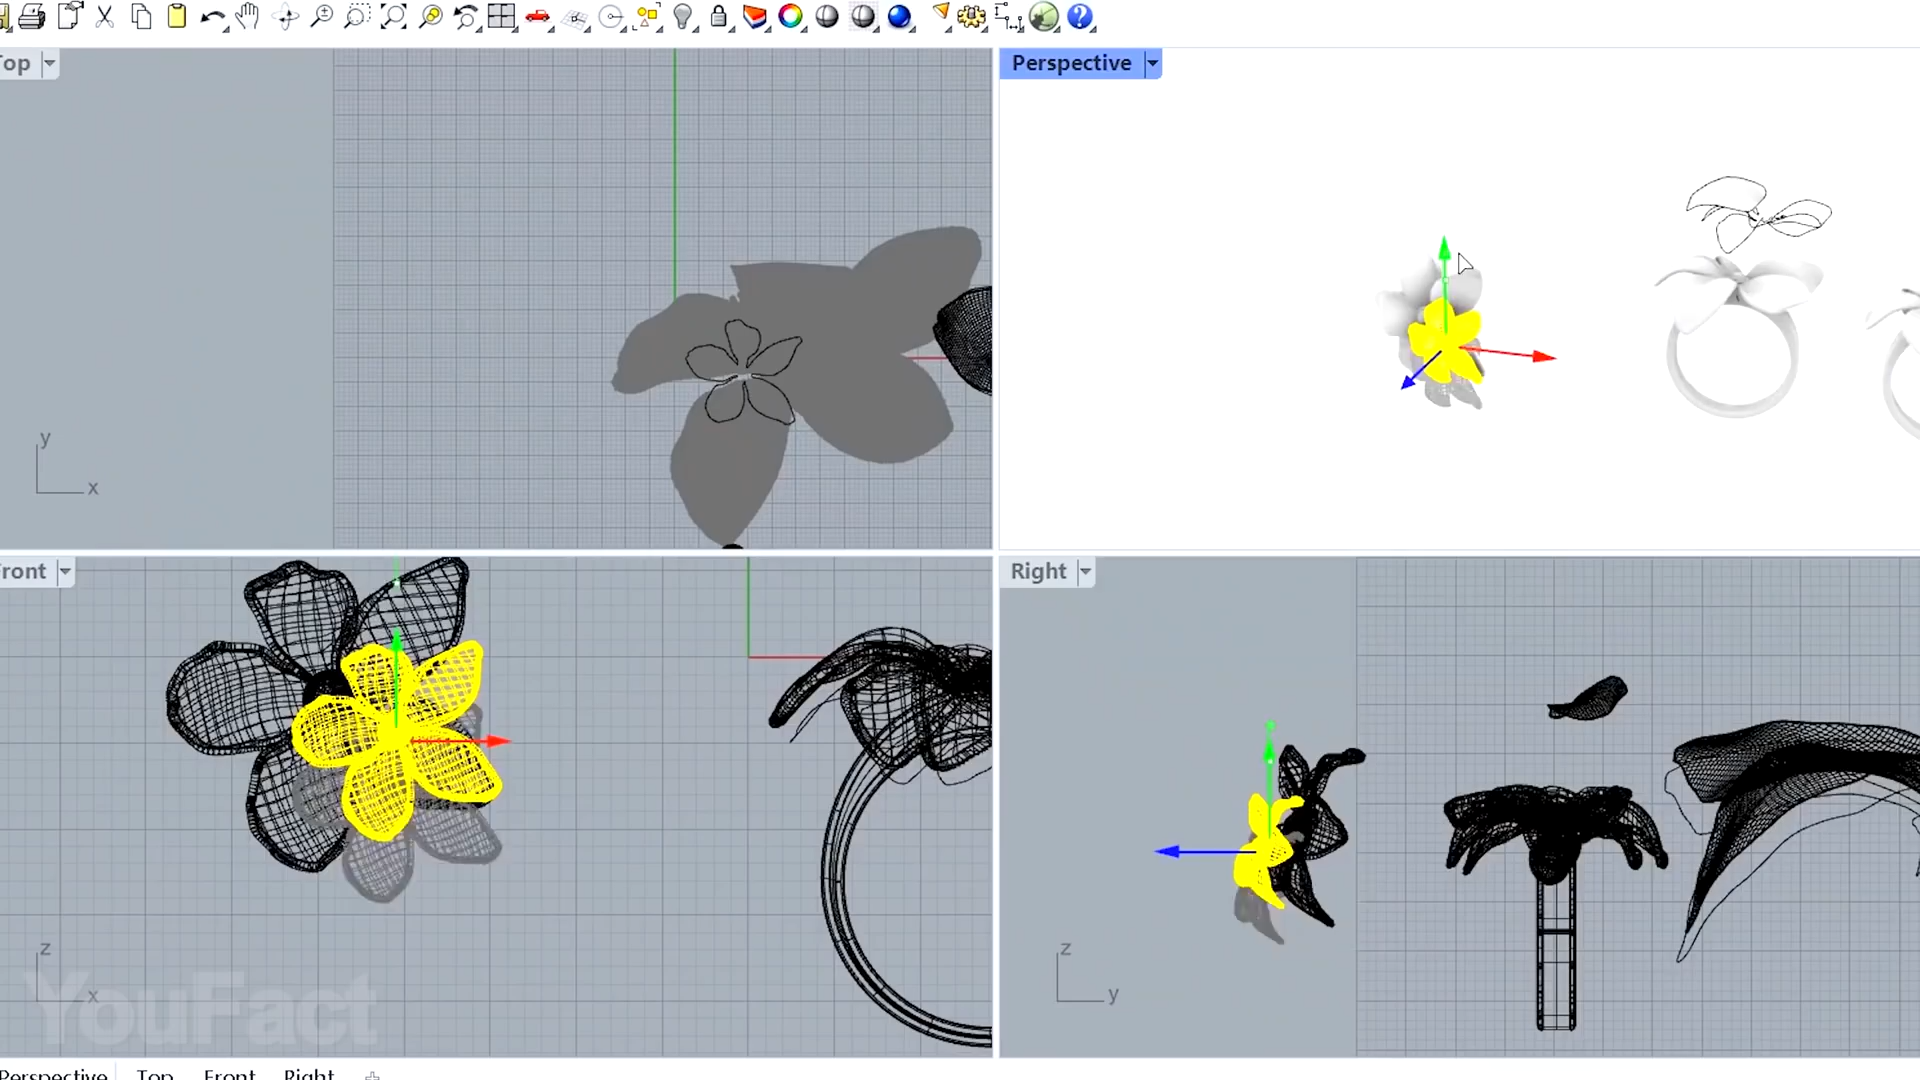 Top
Perspective
y
x
Front
Right
z
x
z
y
YouFact
Perspective Top Front Right